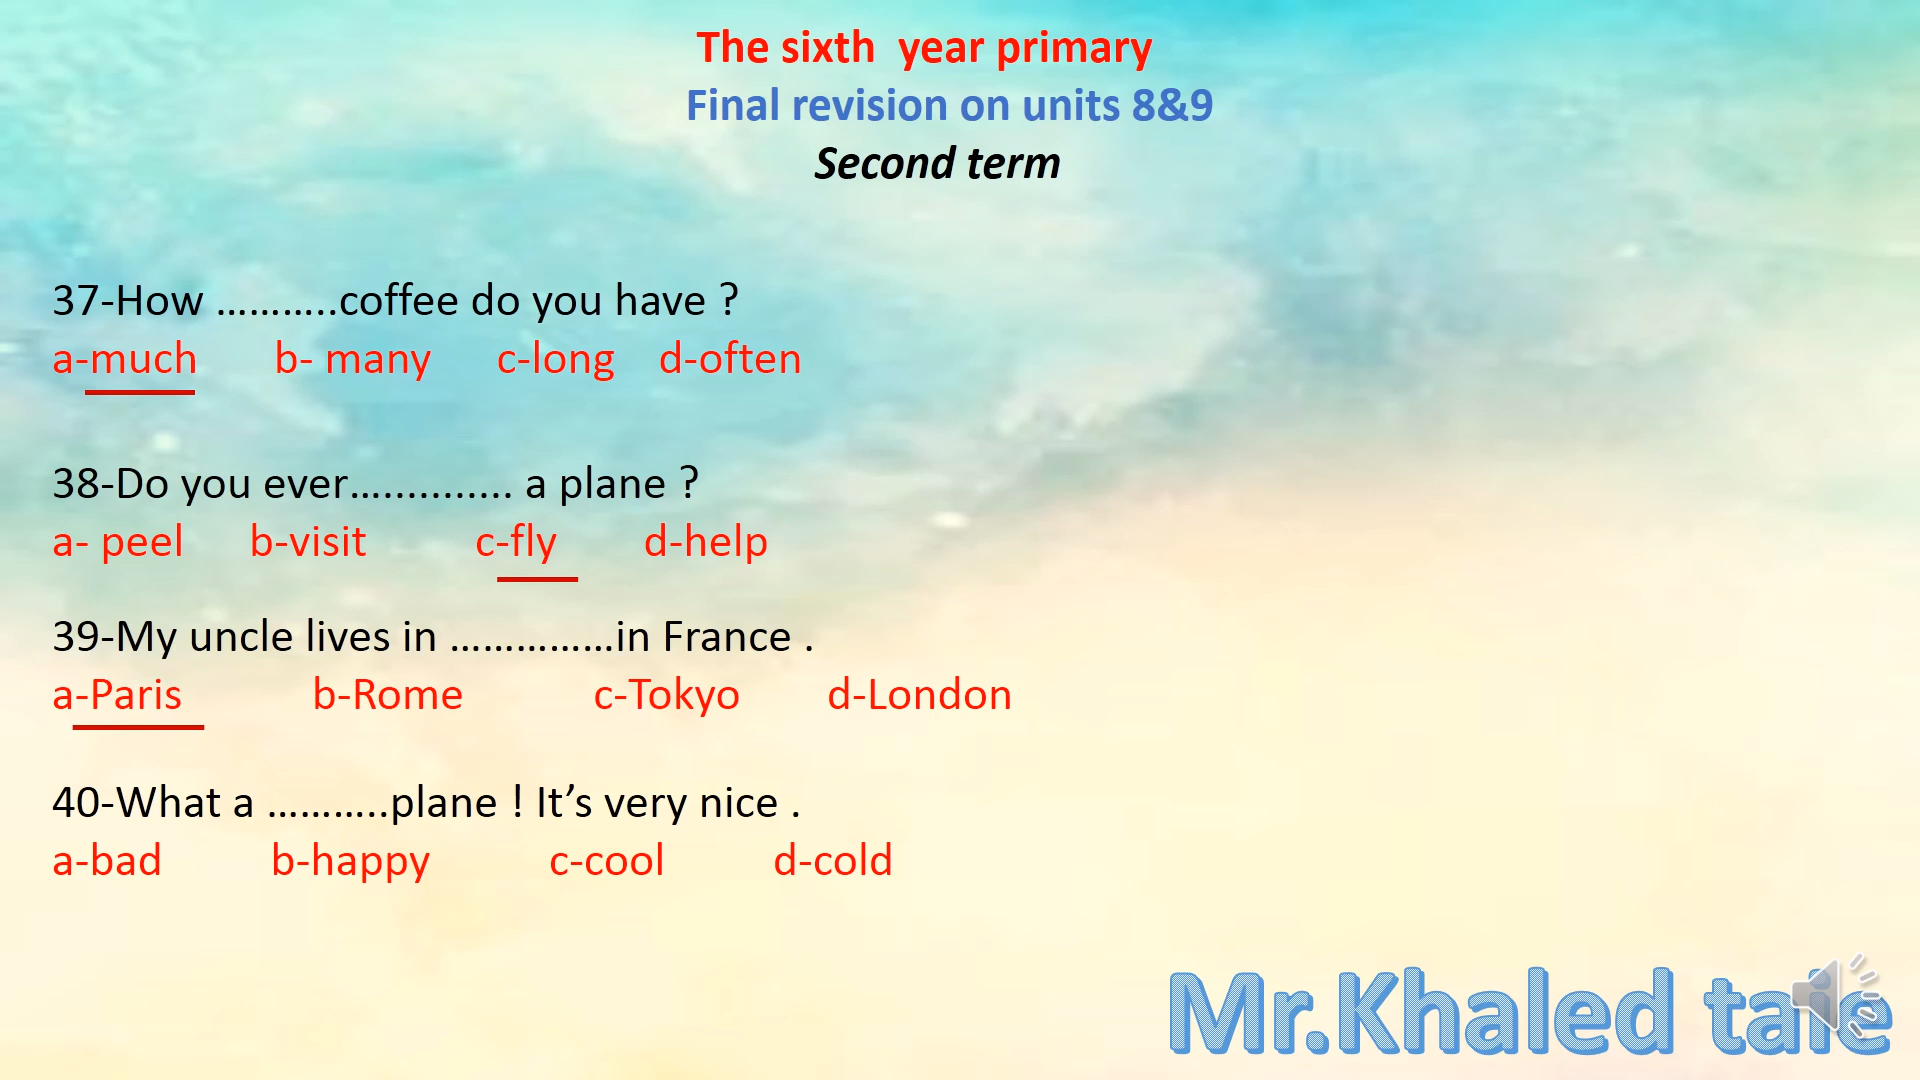 The sixth  year primary
Final revision on units 8&9
Second term
37-How ………..coffee do you have ?
a-much b- many c-long d-often
38-Do you ever…............ a plane ?
a- peel b-visit c-fly d-help
39-My uncle lives in ……………in France .
a-Paris b-Rome c-Tokyo d-London
40-What a ………..plane ! It’s very nice .
a-bad b-happy c-cool d-cold
Mr.Khaled